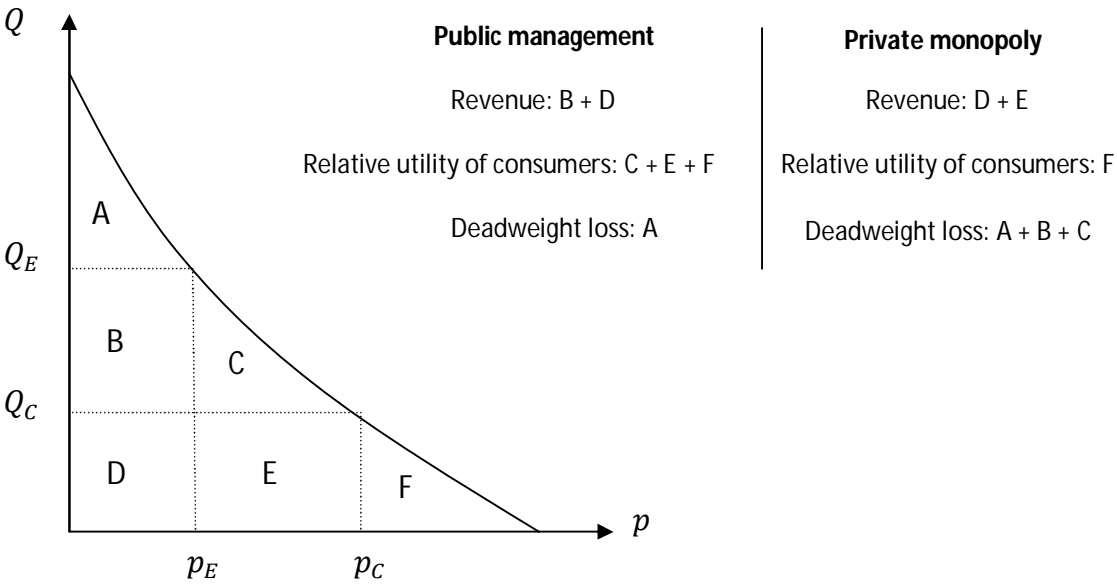 Q
Public management
Private monopoly
Revenue: B + D
Revenue: D + E
Relative utility of consumers: C + E + F
Relative utility of consumers: F
Deadweight loss: A
Deadweight loss: A + B + C
A
Q_E
B
C
Q_C
D
E
F
p
p_E
p_C